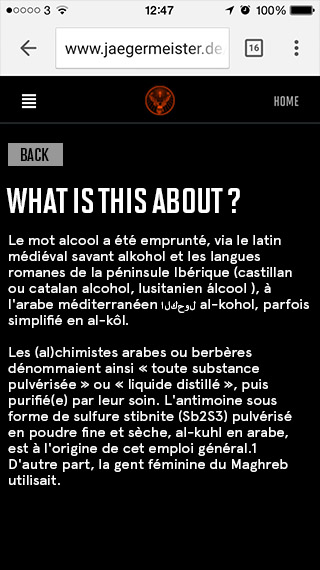 3 12:47 100%
www.jaegermeister.de 16
HOME
BACK
WHAT IS THIS ABOUT ?
Le mot alcool a été emprunté, via le latin
médiéval savant alkohol et les langues
romanes de la péninsule Ibérique (castillan
ou catalan alcohol, lusitanien álcool ), à
l'arabe méditerranéen الكحول al-kohol, parfois
simplifié en al-kôl.
Les (al)chimistes arabes ou berbères
dénommaient ainsi « toute substance
pulvérisée » ou « liquide distillé », puis
purifié(e) par leur soin. L'antimoine sous
forme de sulfure stibnite (Sb2S3) pulvérisé
en poudre fine et sèche, al-kuhl en arabe,
est à l'origine de cet emploi général.1
D'autre part, la gent féminine du Maghreb
utilisait.